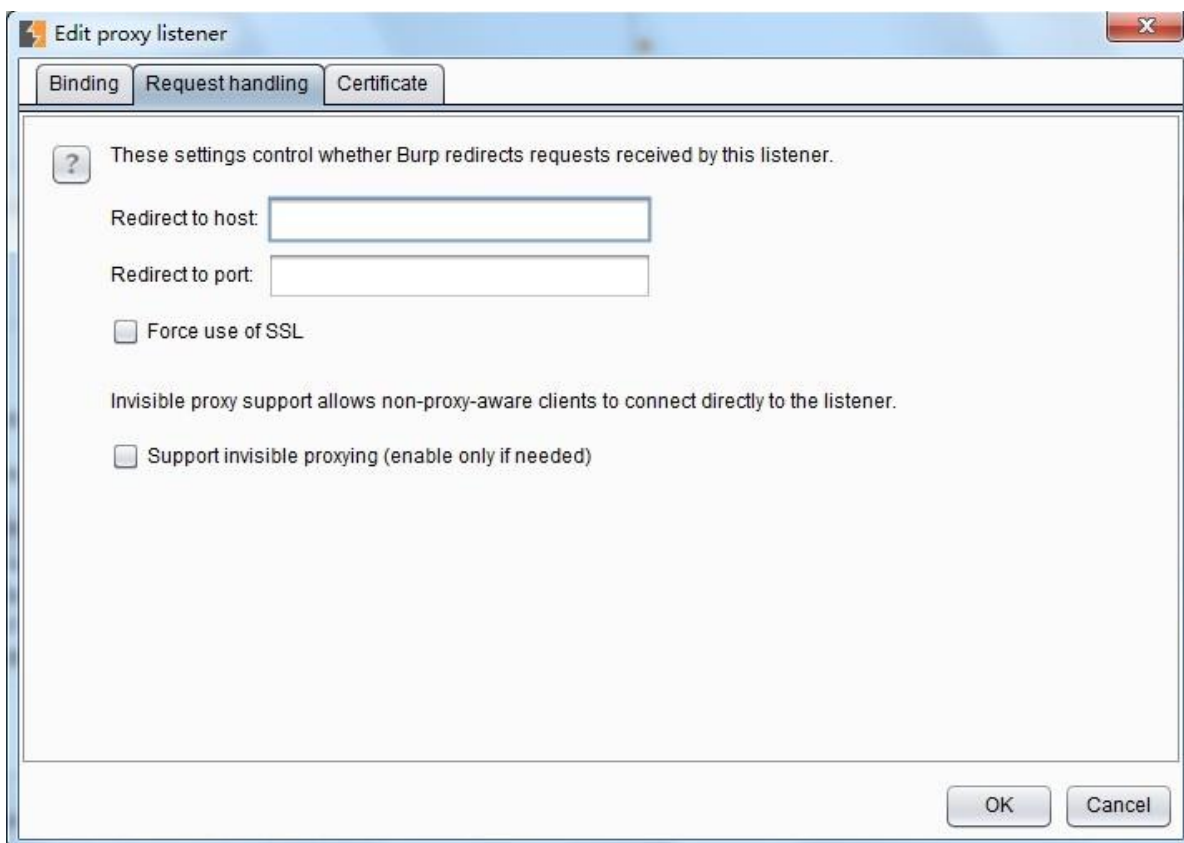 Edit proxy listener
Binding Request handling Certificate
? These settings control whether Burp redirects requests received by this listener.
Redirect to host:
Redirect to port:
Force use of SSL
Invisible proxy support allows non-proxy-aware clients to connect directly to the listener.
Support invisible proxying (enable only if needed)
OK Cancel